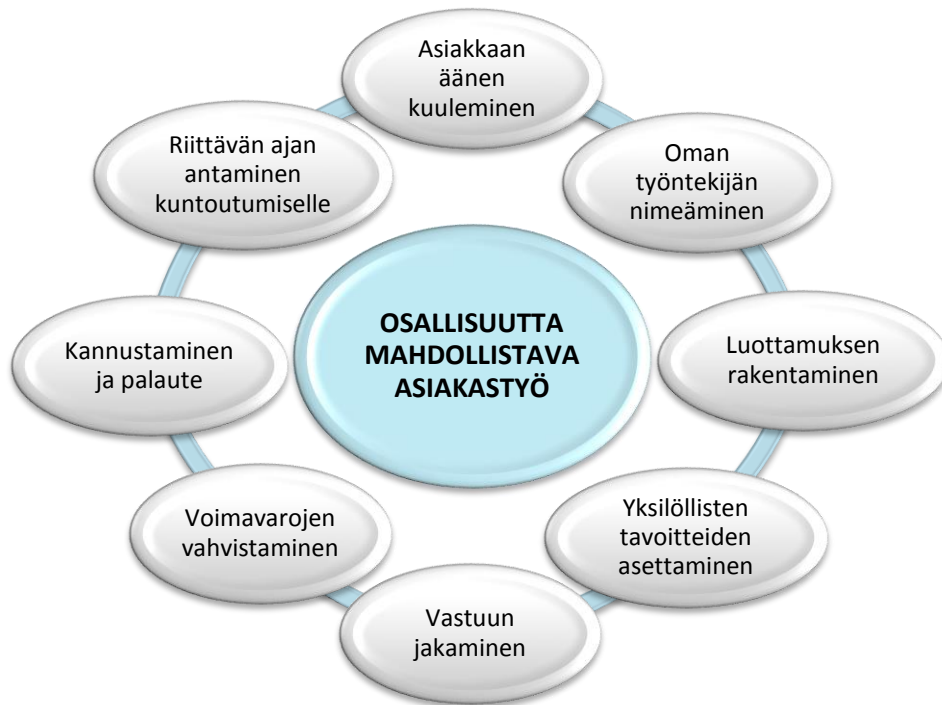 Asiakkaan
äänen
kuuleminen
Oman
työntekijän
nimeäminen
Luottamuksen
rakentaminen
Yksilöllisten
tavoitteiden
asettaminen
Vastuun
jakaminen
Voimavarojen
vahvistaminen
Kannustaminen
ja palaute
Riittävän ajan
antaminen
kuntoutumiselle
OSALLISUUTTA
MAHDOLLISTAVA
ASIAKASTYÖ